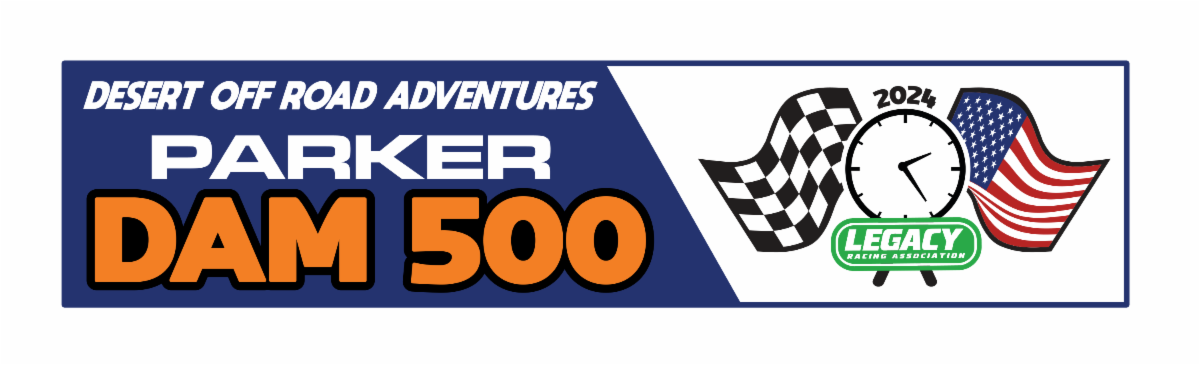 DESERT OFF ROAD ADVENTURES
PARKER
DAM 500
2024
LEGACY
RACING ASSOCIATION